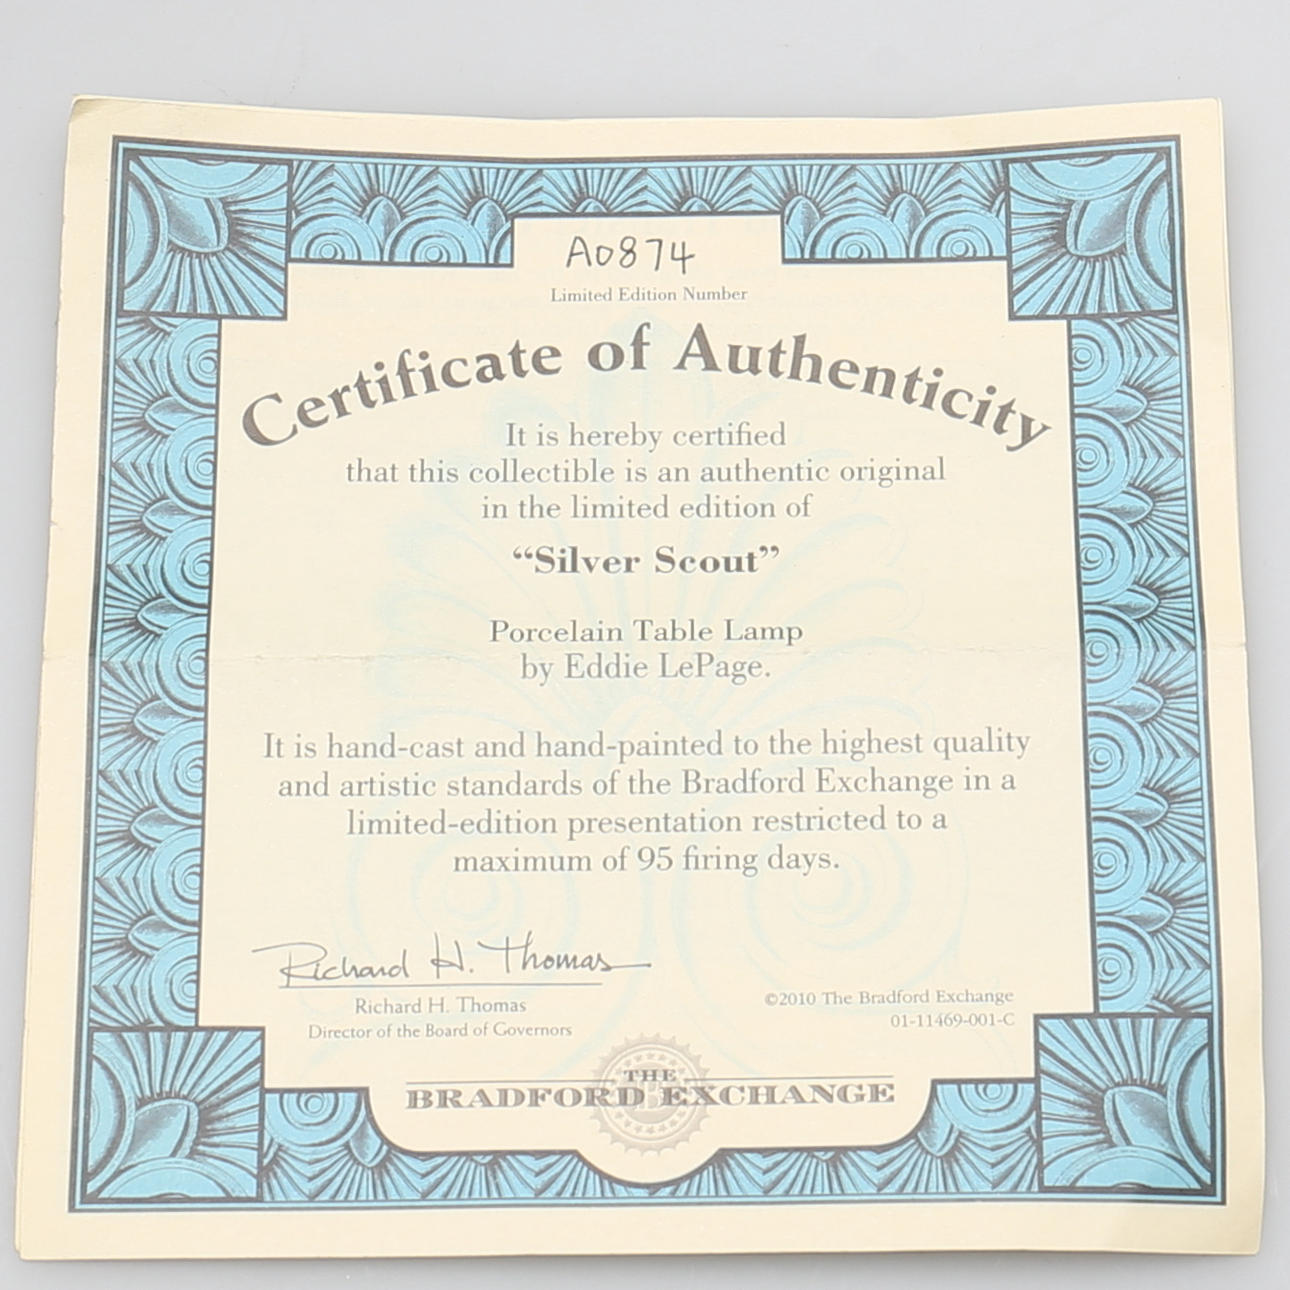 A0874
Limited Edition Number
Certificate of Authenticity
It is hereby certified
that this collectible is an authentic original
in the limited edition of
“Silver Scout”
Porcelain Table Lamp
by Eddie LePage.
It is hand-cast and hand-painted to the highest quality
and artistic standards of the Bradford Exchange in a
limited-edition presentation restricted to a
maximum of 95 firing days.
Richard H. Thomas
Richard H. Thomas
Director of the Board of Governors
©2010 The Bradford Exchange
01-11469-001-C
THE
BRADFORD EXCHANGE
B